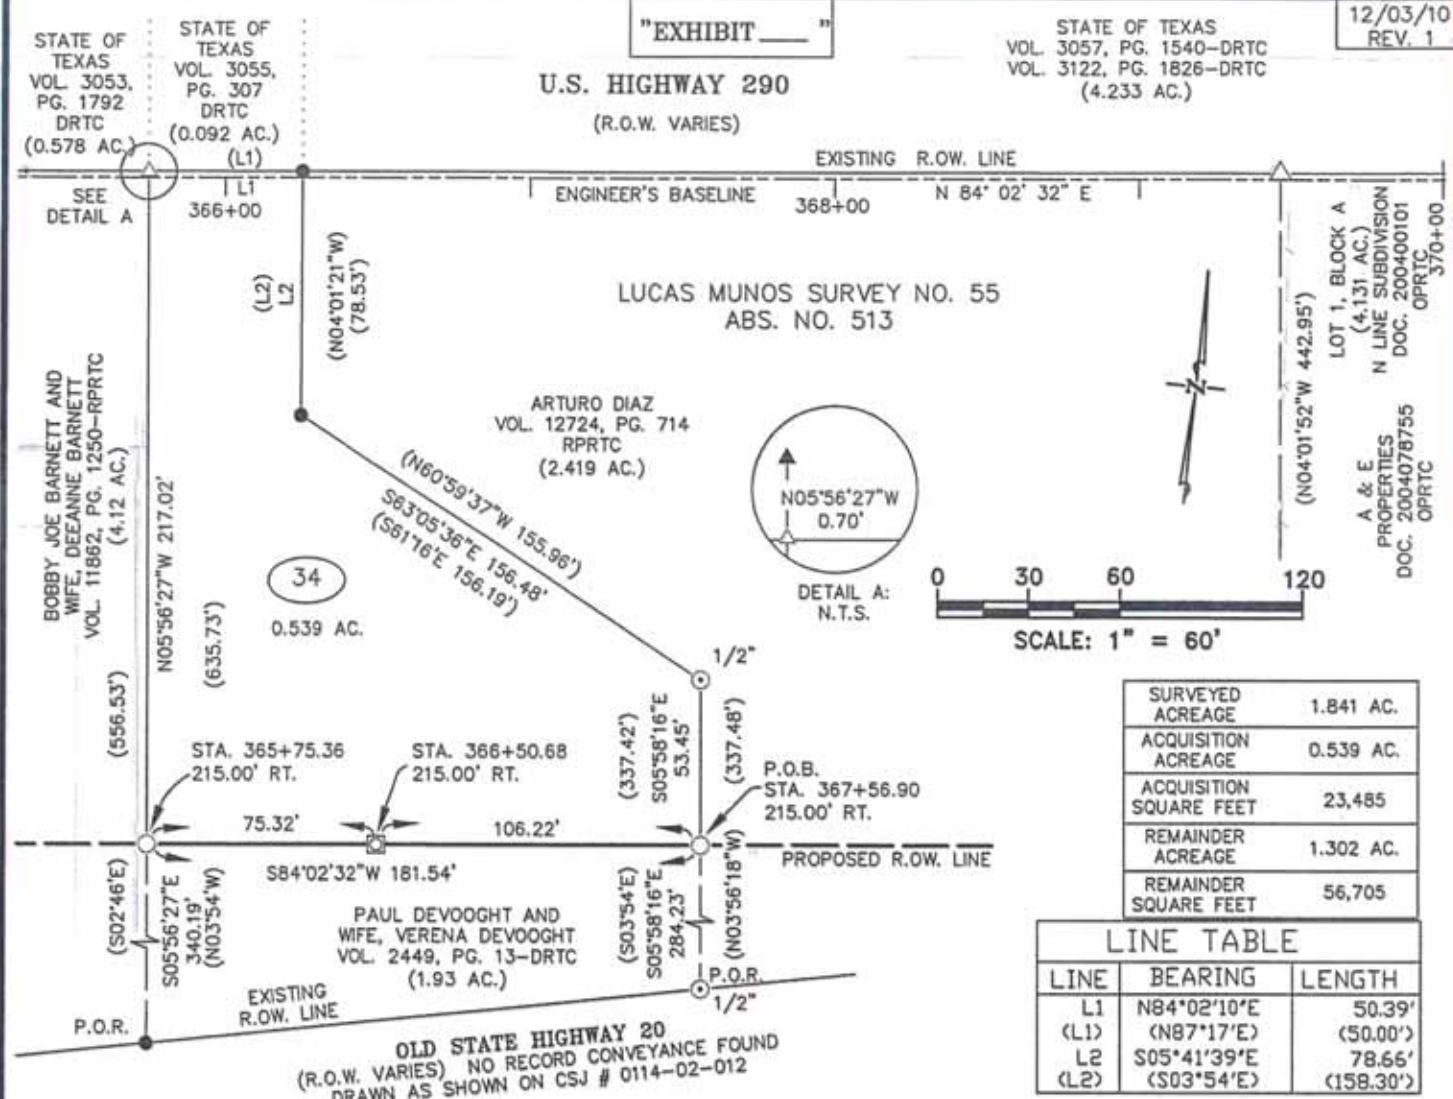 "EXHIBIT____ "
12/03/10
REV. 1
STATE OF
TEXAS
VOL. 3053,
PG. 1792
DRTC
(0.578 AC.)
STATE OF
TEXAS
VOL. 3055,
PG. 307
DRTC
(0.092 AC.)
(L1)
U.S. HIGHWAY 290
(R.O.W. VARIES)
STATE OF TEXAS
VOL. 3057, PG. 1540-DRTC
VOL. 3122, PG. 1826-DRTC
(4.233 AC.)
EXISTING R.OW. LINE
SEE
DETAIL A
L1
366+00
ENGINEER'S BASELINE
368+00
N 84° 02' 32" E
370+00
(L2)
L2
(N04°01'21"W)
(78.53')
LUCAS MUNOS SURVEY NO. 55
ABS. NO. 513
N
(N04°01'52"W 442.95')
LOT 1, BLOCK A
(4.131 AC.)
N LINE SUBDIVISION
DOC. 200400101
OPRTC
A & E
PROPERTIES
DOC. 2004078755
OPRTC
BOBBY JOE BARNETT AND
WIFE, DEEANNE BARNETT
VOL. 11862, PG. 1250-RPRTC
(4.12 AC.)
N05°56'27"W 217.02'
(635.73')
(556.53')
ARTURO DIAZ
VOL. 12724, PG. 714
RPRTC
(2.419 AC.)
(N60°59'37"W 155.96')
S63°05'36"E 156.48'
(S61°16'E 156.19')
N05°56'27"W
0.70'
DETAIL A:
N.T.S.
0 30 60 120
SCALE: 1" = 60'
34
0.539 AC.
1/2"
(337.42')
S05°58'16"E
53.45'
(337.48')
STA. 365+75.36
215.00' RT.
STA. 366+50.68
215.00' RT.
P.O.B.
STA. 367+56.90
215.00' RT.
75.32'
106.22'
S84°02'32"W 181.54'
PROPOSED R.OW. LINE
(S02°46'E)
S05°56'27"E
340.19'
(N03°54'W)
PAUL DEVOOGHT AND
WIFE, VERENA DEVOOGHT
VOL. 2449, PG. 13-DRTC
(1.93 AC.)
(S03°54'E)
S05°58'16"E
284.23'
(N03°56'18"W)
P.O.R.
1/2"
P.O.R.
EXISTING
R.OW. LINE
OLD STATE HIGHWAY 20
(R.O.W. VARIES) NO RECORD CONVEYANCE FOUND
DRAWN AS SHOWN ON CSJ # 0114-02-012
SURVEYED
ACREAGE 1.841 AC.
ACQUISITION
ACREAGE 0.539 AC.
ACQUISITION
SQUARE FEET 23,485
REMAINDER
ACREAGE 1.302 AC.
REMAINDER
SQUARE FEET 56,705
LINE TABLE
LINE BEARING LENGTH
L1 N84°02'10"E 50.39'
(L1) (N87°17'E) (50.00')
L2 S05°41'39"E 78.66'
(L2) (S03°54'E) (158.30')